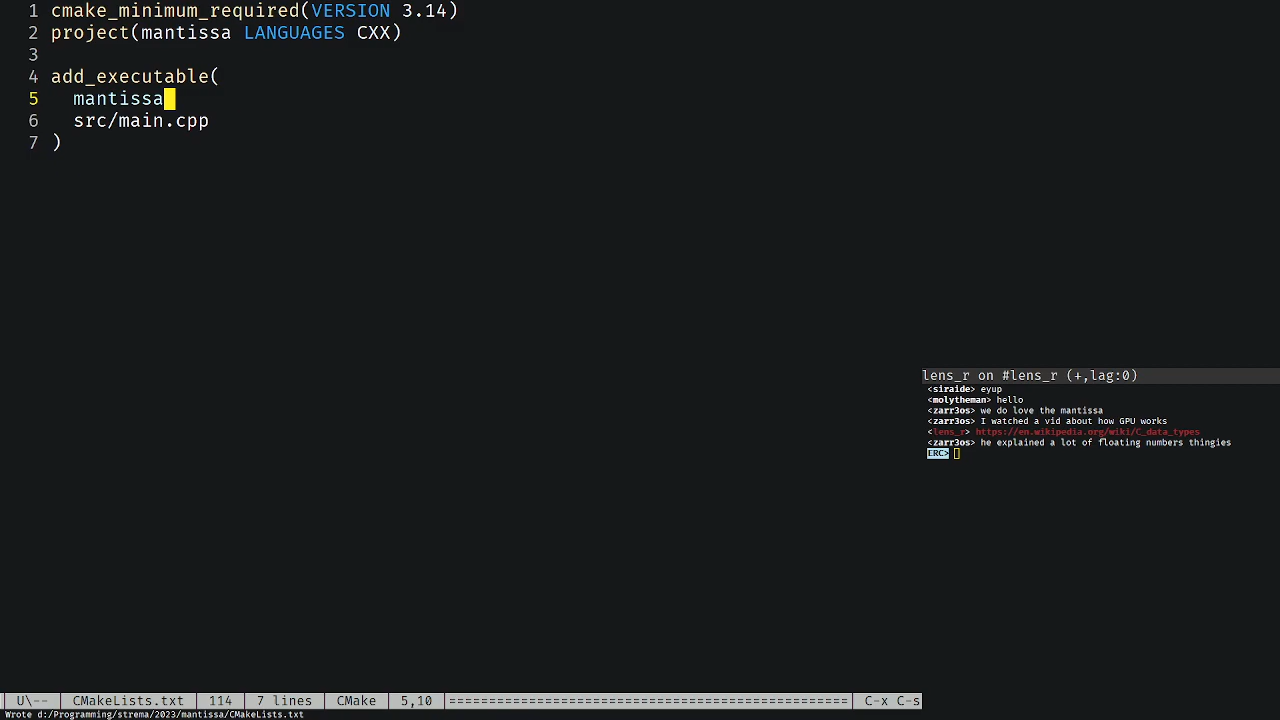 1 cmake_minimum_required(VERSION 3.14)
2 project(mantissa LANGUAGES CXX)
3
4 add_executable(
5   mantissa
6   src/main.cpp
7 )
lens_r on #lens_r (+,lag:0)
<siraide> eyup
<molytheman> hello
<zarr3os> we do love the mantissa
<zarr3os> I watched a vid about how GPU works
<lens_r> https://en.wikipedia.org/wiki/C_data_types
<zarr3os> he explained a lot of floating numbers thingies
ERC>
U\-- CMakeLists.txt 114 7 lines CMake 5,10 ================================================== C-x C-s
Wrote d:/Programming/strema/2023/mantissa/CMakeLists.txt